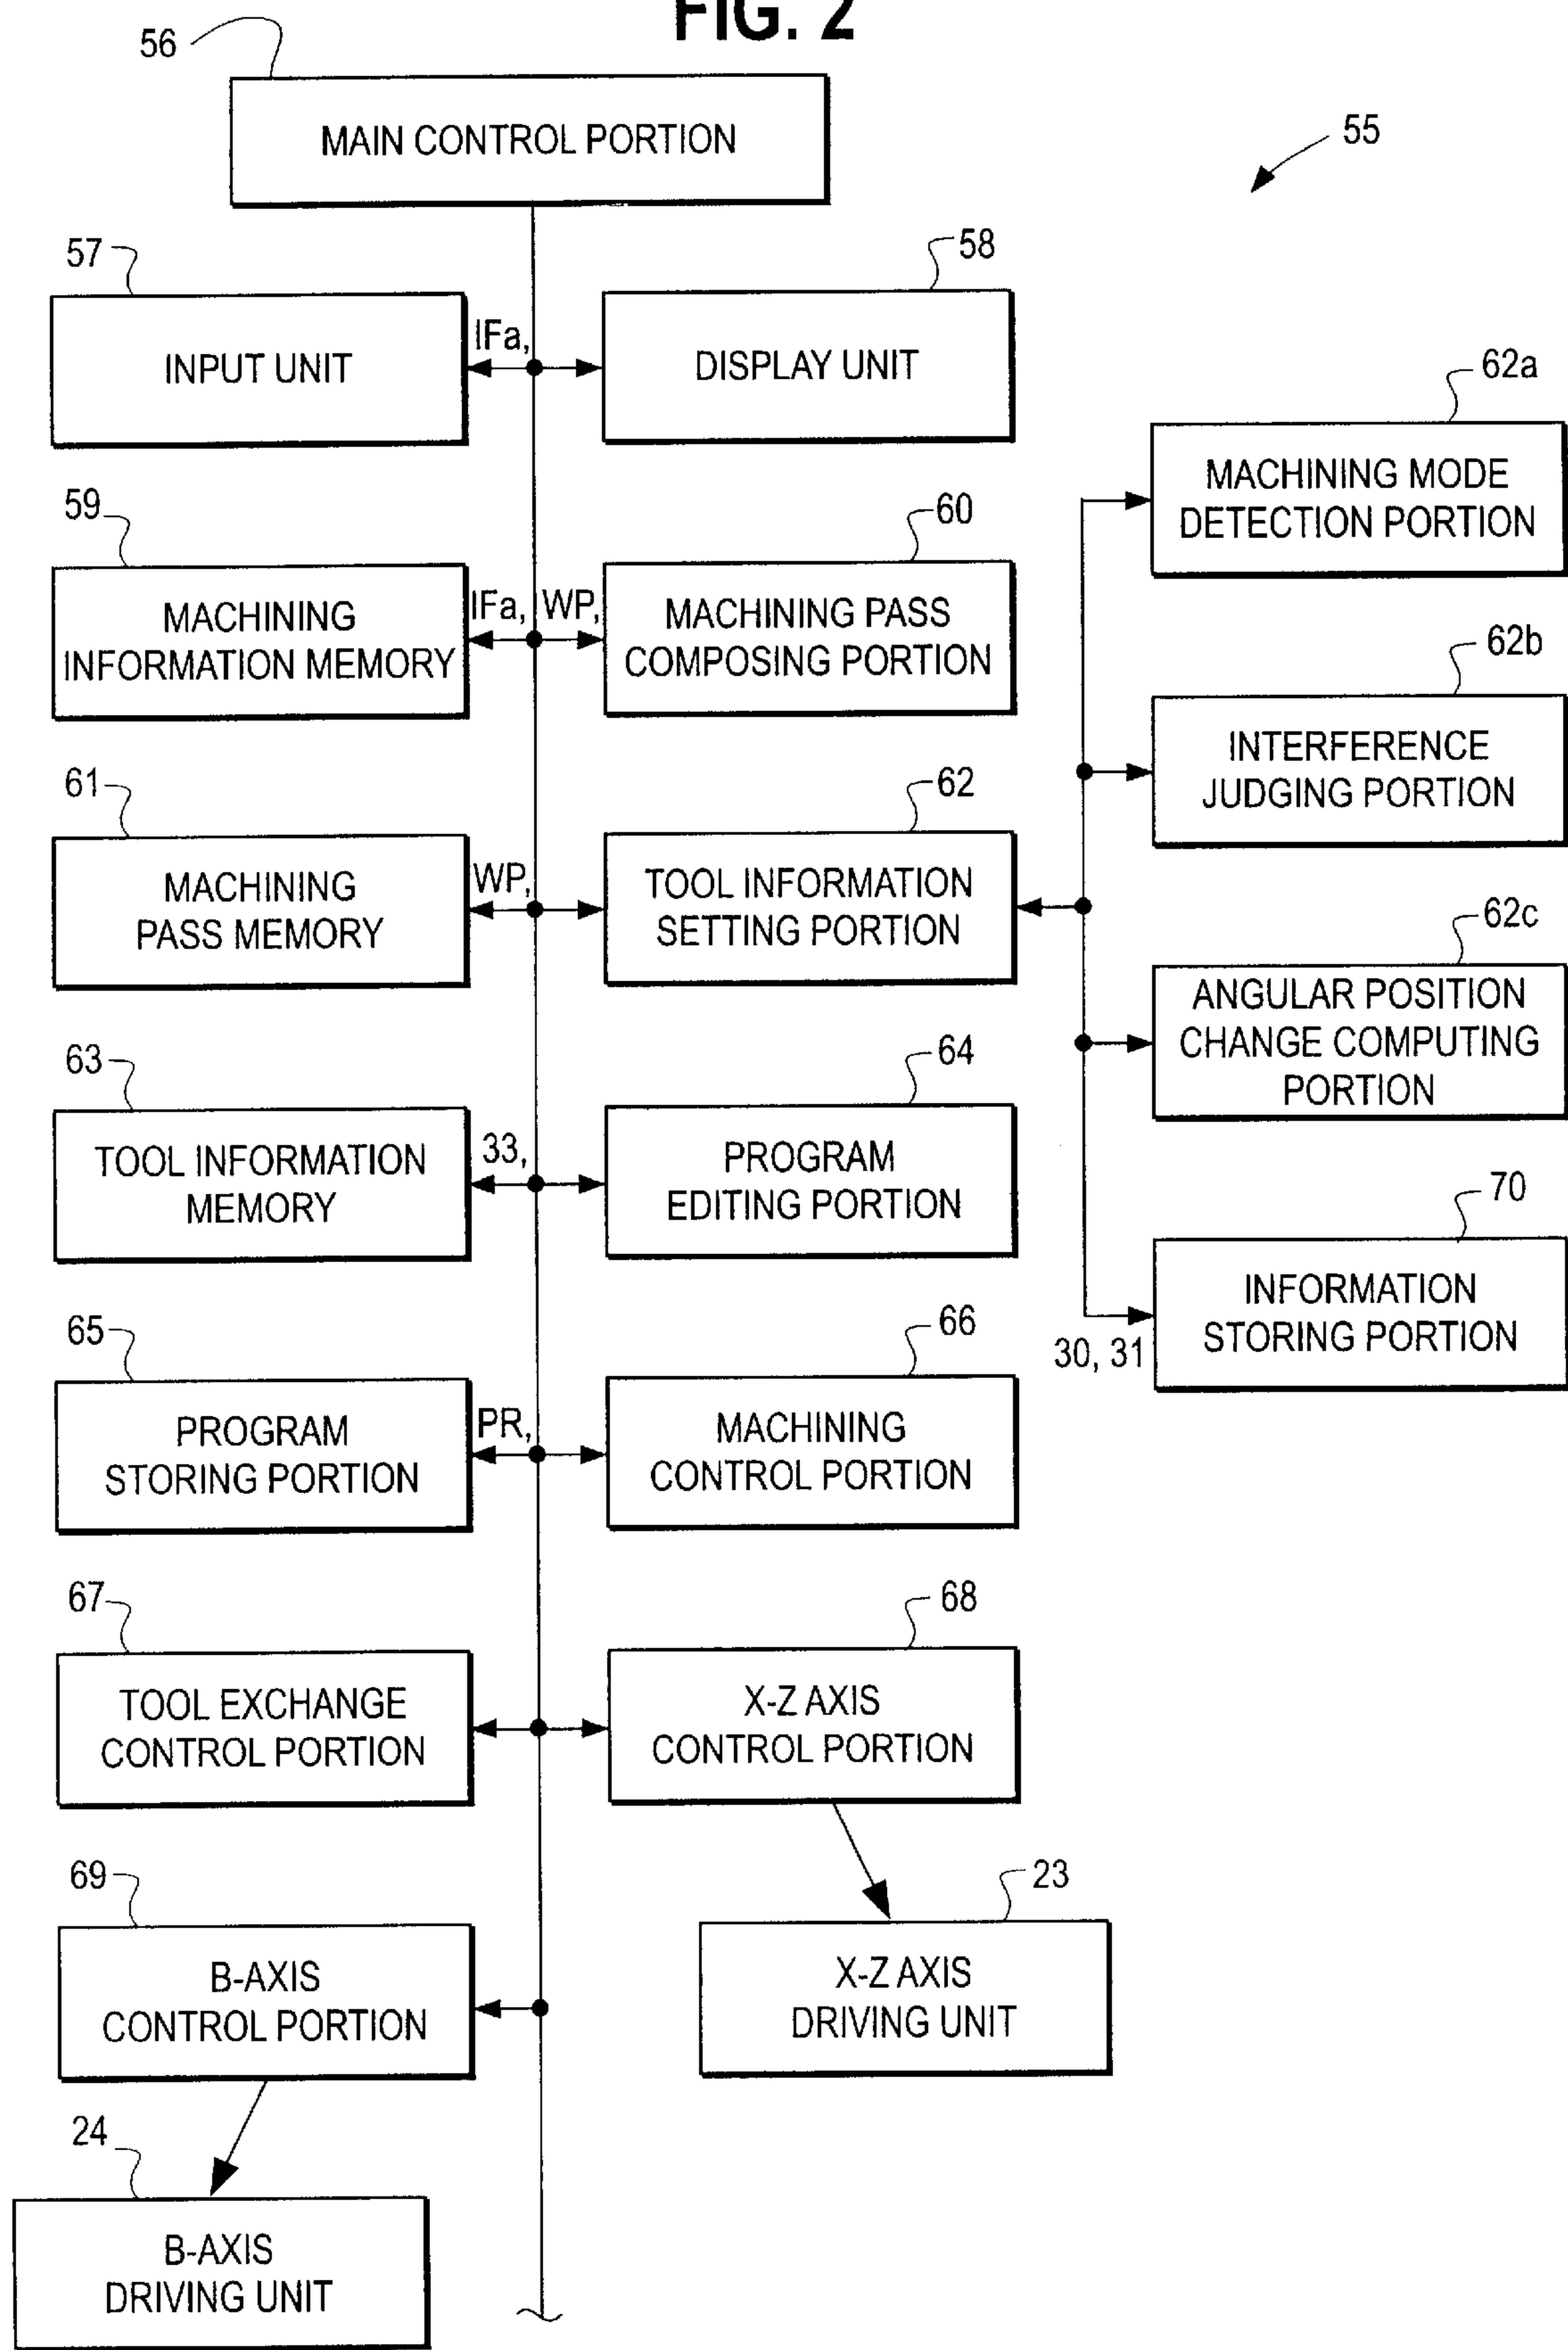 FIG. 2
56
MAIN CONTROL PORTION
55
57
58
INPUT UNIT
IFa,
DISPLAY UNIT
62a
MACHINING MODE
DETECTION PORTION
59
60
MACHINING
INFORMATION MEMORY
IFa, WP,
MACHINING PASS
COMPOSING PORTION
62b
INTERFERENCE
JUDGING PORTION
61
62
MACHINING
PASS MEMORY
WP,
TOOL INFORMATION
SETTING PORTION
62c
ANGULAR POSITION
CHANGE COMPUTING
PORTION
63
64
TOOL INFORMATION
MEMORY
33,
PROGRAM
EDITING PORTION
70
INFORMATION
STORING PORTION
30, 31
65
66
PROGRAM
STORING PORTION
PR,
MACHINING
CONTROL PORTION
67
68
TOOL EXCHANGE
CONTROL PORTION
X-Z AXIS
CONTROL PORTION
69
23
B-AXIS
CONTROL PORTION
X-Z AXIS
DRIVING UNIT
24
B-AXIS
DRIVING UNIT